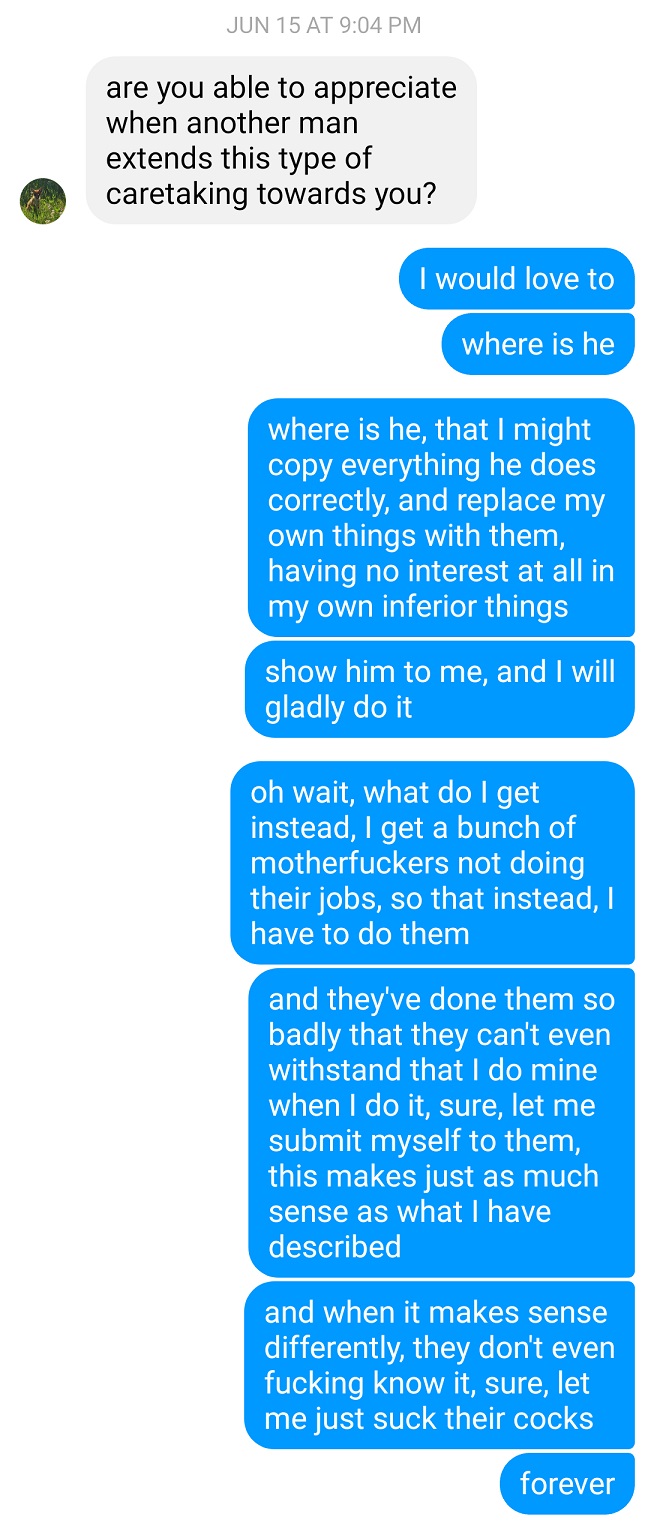 JUN 15 AT 9:04 PM
are you able to appreciate
when another man
extends this type of
caretaking towards you?
I would love to
where is he
where is he, that I might
copy everything he does
correctly, and replace my
own things with them,
having no interest at all in
my own inferior things
show him to me, and I will
gladly do it
oh wait, what do I get
instead, I get a bunch of
motherfuckers not doing
their jobs, so that instead, I
have to do them
and they've done them so
badly that they can't even
withstand that I do mine
when I do it, sure, let me
submit myself to them,
this makes just as much
sense as what I have
described
and when it makes sense
differently, they don't even
fucking know it, sure, let
me just suck their cocks
forever